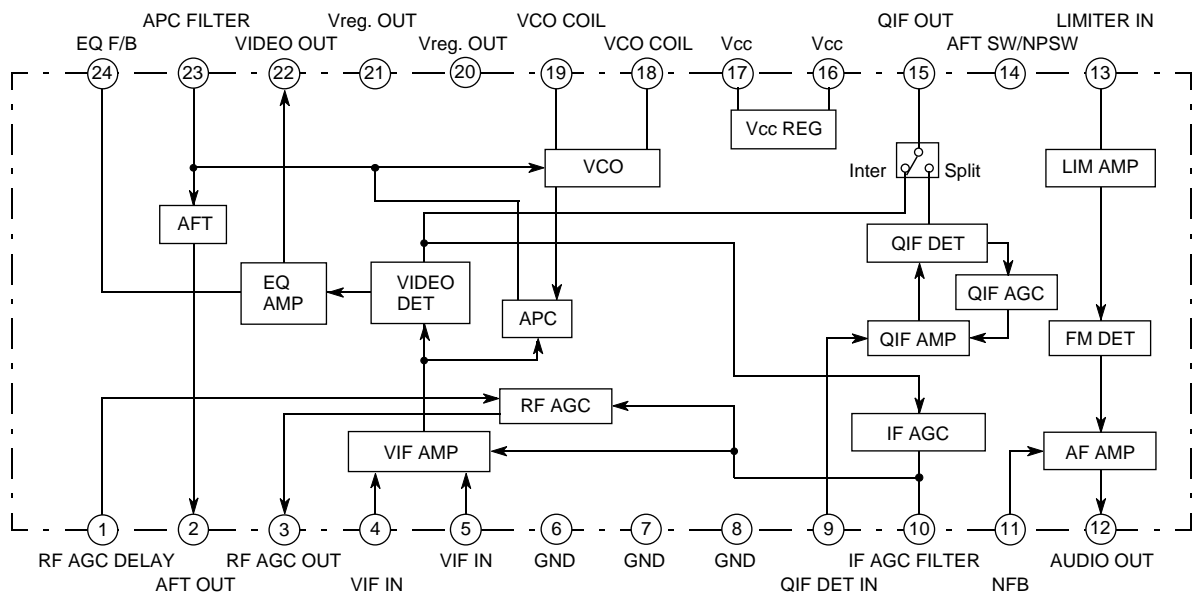 APC FILTER Vreg. OUT VCO COIL QIF OUT LIMITER IN
EQ F/B VIDEO OUT Vreg. OUT VCO COIL Vcc Vcc AFT SW/NPSW
24 23 22 21 20 19 18 17 16 15 14 13
Vcc REG
VCO
Inter Split
LIM AMP
AFT
QIF DET
EQ AMP
VIDEO DET
QIF AGC
APC
QIF AMP
FM DET
RF AGC
IF AGC
VIF AMP
AF AMP
1 2 3 4 5 6 7 8 9 10 11 12
RF AGC DELAY RF AGC OUT VIF IN GND GND GND IF AGC FILTER AUDIO OUT
AFT OUT VIF IN QIF DET IN NFB